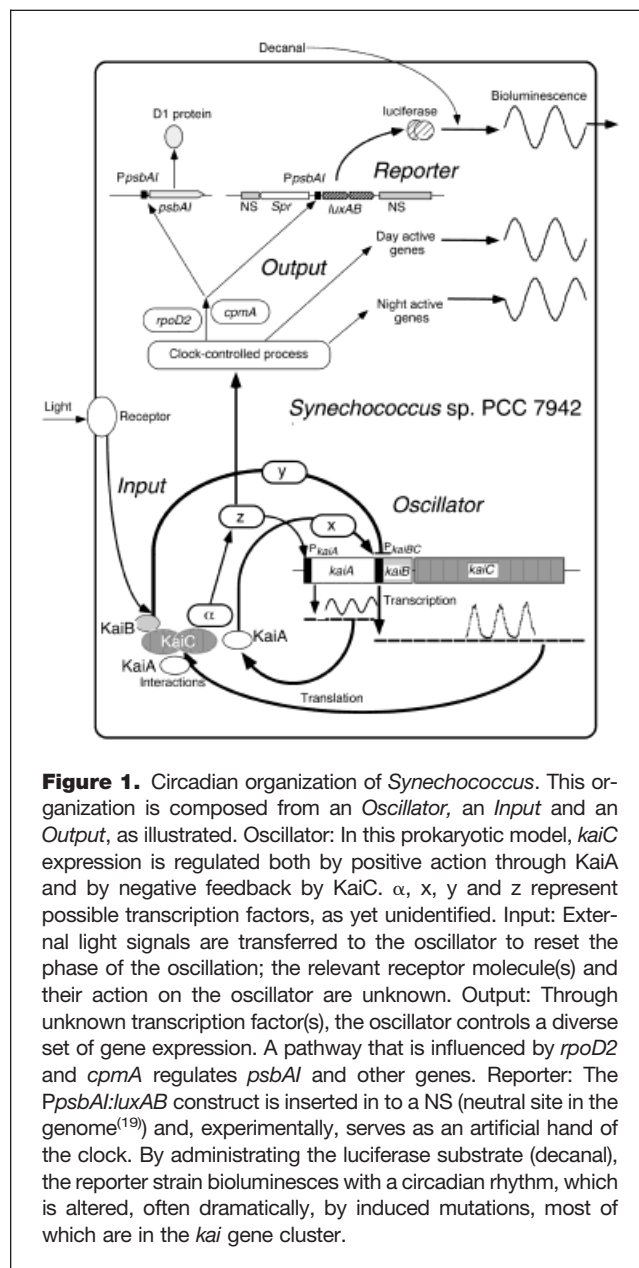 Decanal
D1 protein
luciferase
Bioluminescence
PpsbAI
PpsbAI
Reporter
psbAI
NS
Spr
luxAB
NS
Output
Day active
genes
rpoD2
cpmA
Night active
genes
Clock-controlled process
Light
Receptor
Synechococcus sp. PCC 7942
Input
y
Oscillator
z
x
PkaiA
PkaiBC
kaiA
kaiB
kaiC
α
Transcription
KaiB
KaiC
KaiA
KaiA
Interactions
Translation
Figure 1. Circadian organization of Synechococcus. This or-
ganization is composed from an Oscillator, an Input and an
Output, as illustrated. Oscillator: In this prokaryotic model, kaiC
expression is regulated both by positive action through KaiA
and by negative feedback by KaiC. α, x, y and z represent
possible transcription factors, as yet unidentified. Input: Exter-
nal light signals are transferred to the oscillator to reset the
phase of the oscillation; the relevant receptor molecule(s) and
their action on the oscillator are unknown. Output: Through
unknown transcription factor(s), the oscillator controls a diverse
set of gene expression. A pathway that is influenced by rpoD2
and cpmA regulates psbAI and other genes. Reporter: The
PpsbAI:luxAB construct is inserted in to a NS (neutral site in the
genome(19)) and, experimentally, serves as an artificial hand of
the clock. By administrating the luciferase substrate (decanal),
the reporter strain bioluminesces with a circadian rhythm, which
is altered, often dramatically, by induced mutations, most of
which are in the kai gene cluster.